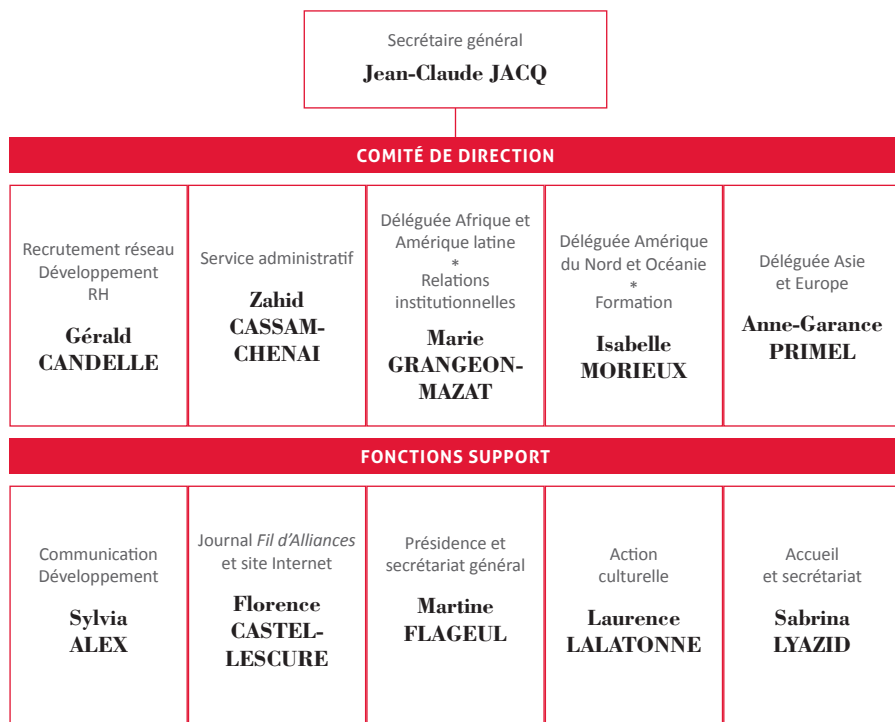 Secrétaire général
Jean-Claude JACQ
COMITÉ DE DIRECTION
Recrutement réseau
Développement
RH
Gérald
CANDELLE
Service administratif
Zahid
CASSAM-
CHENAI
Déléguée Afrique et
Amérique latine
*
Relations
institutionnelles
Marie
GRANGEON-
MAZAT
Déléguée Amérique
du Nord et Océanie
*
Formation
Isabelle
MORIEUX
Déléguée Asie
et Europe
Anne-Garance
PRIMEL
FONCTIONS SUPPORT
Communication
Développement
Sylvia
ALEX
Journal Fil d'Alliances
et site Internet
Florence
CASTEL-
LESCURE
Présidence et
secrétariat général
Martine
FLAGEUL
Action
culturelle
Laurence
LALATONNE
Accueil
et secrétariat
Sabrina
LYAZID